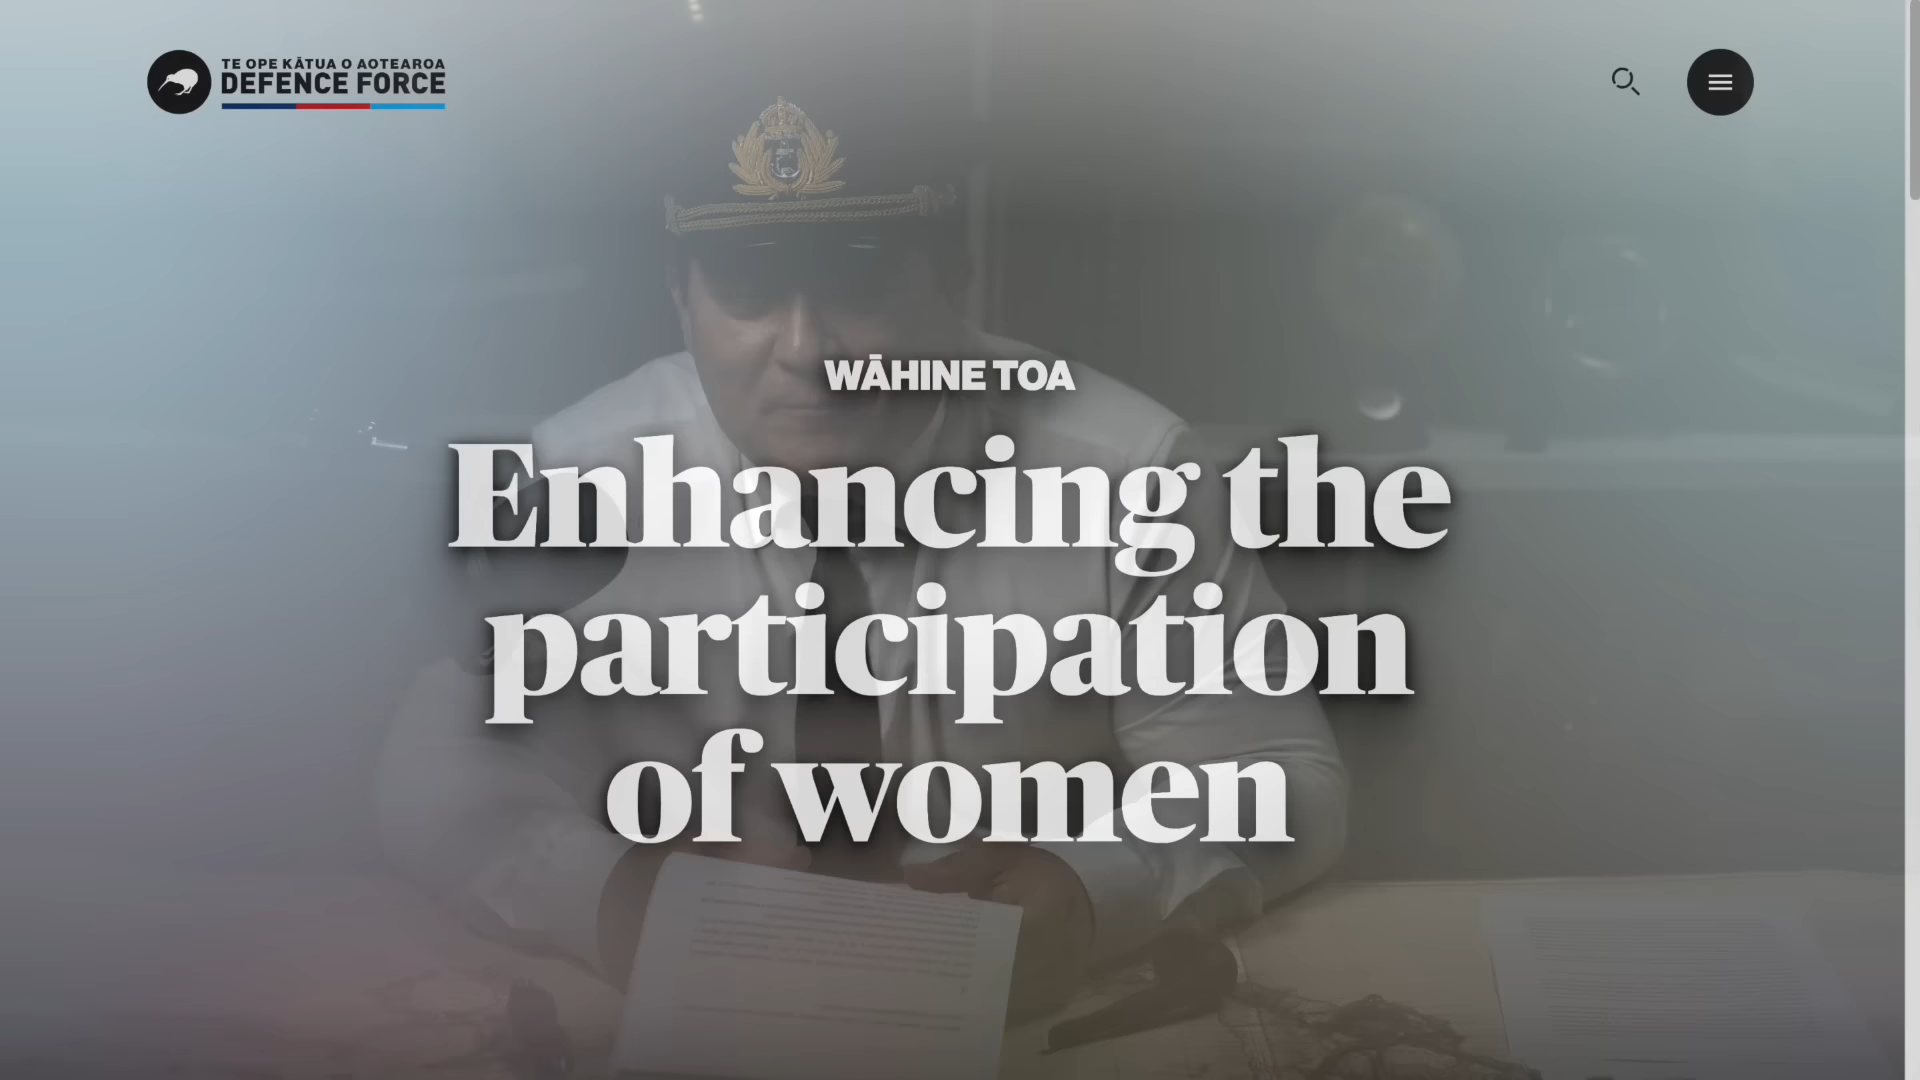 TE OPE KĀTUA O AOTEAROA
DEFENCE FORCE
WĀHINE TOA
Enhancing the
participation
of women